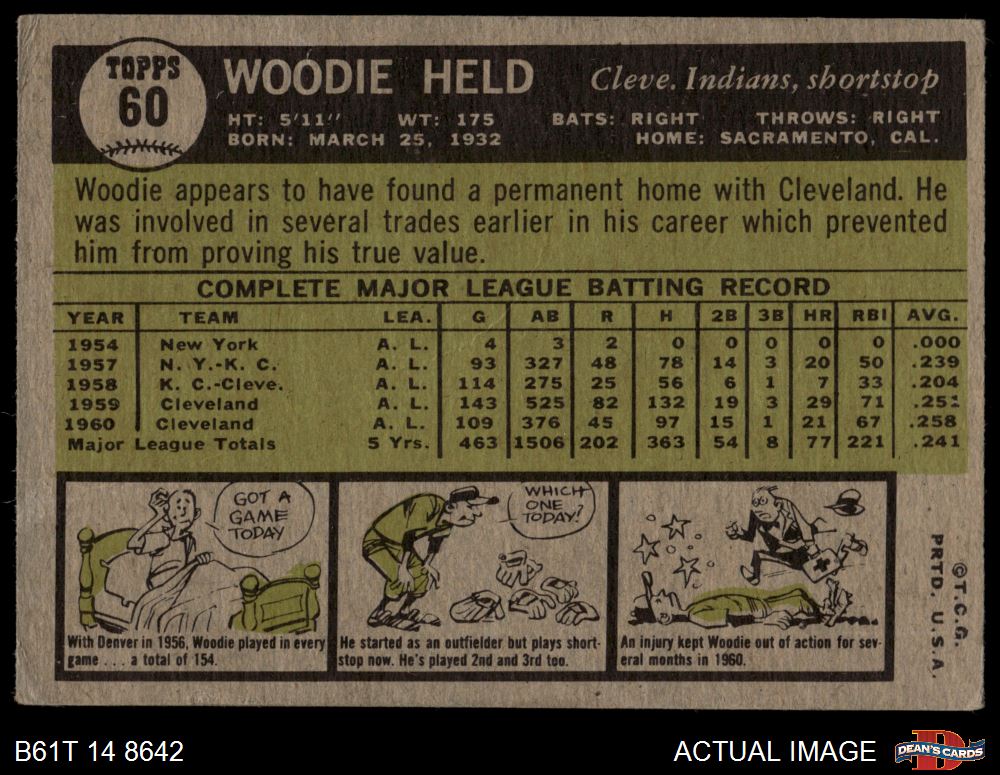 TOPPS
60
WOODIE HELD
Cleve. Indians, shortstop
HT: 5'11" WT: 175 BATS: RIGHT THROWS: RIGHT
BORN: MARCH 25, 1932 HOME: SACRAMENTO, CAL.
Woodie appears to have found a permanent home with Cleveland. He
was involved in several trades earlier in his career which prevented
him from proving his true value.
COMPLETE MAJOR LEAGUE BATTING RECORD
YEAR TEAM LEA. G AB R H 2B 3B HR RBI AVG.
1954 New York A. L. 4 3 2 0 0 0 0 0 .000
1957 N. Y.-K. C. A. L. 93 327 48 78 14 3 20 50 .239
1958 K. C.-Cleve. A. L. 114 275 25 56 6 1 7 33 .204
1959 Cleveland A. L. 143 525 82 132 19 3 29 71 .251
1960 Cleveland A. L. 109 376 45 97 15 1 21 67 .258
Major League Totals 5 Yrs. 463 1506 202 363 54 8 77 221 .241
GOT A
GAME
TODAY
With Denver in 1956, Woodie played in every
game . . . a total of 154.
WHICH
ONE
TODAY?
He started as an outfielder but plays short-
stop now. He's played 2nd and 3rd too.
An injury kept Woodie out of action for sev-
eral months in 1960.
©T.C.G.
PRTD. U.S.A.
B61T 14 8642
ACTUAL IMAGE
DEAN'S CARDS